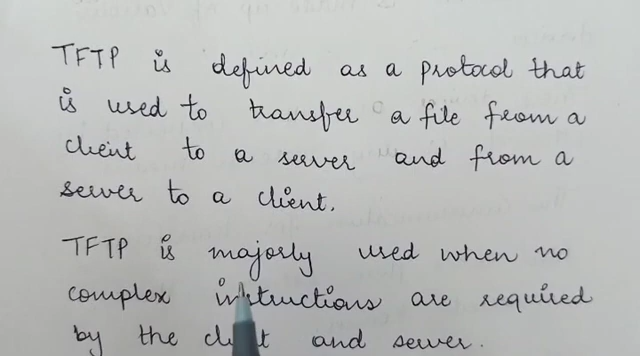 TFTP is defined as a protocol that
is used to transfer a file from a
client to a server and from a
server to a client.
TFTP is majorly used when no
complex instructions are required
by the client and server.